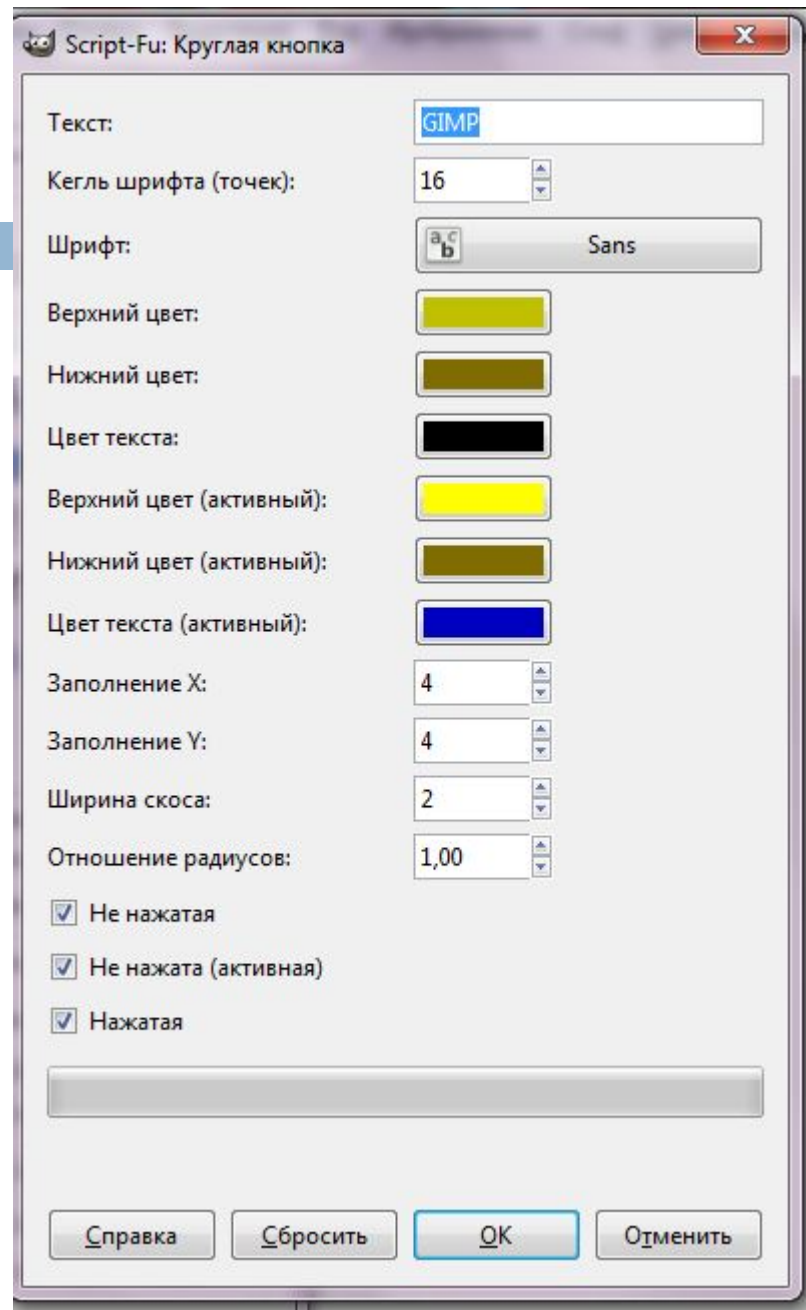 Script-Fu: Круглая кнопка
Текст: GIMP
Кегль шрифта (точек): 16
Шрифт: abc Sans
Верхний цвет:
Нижний цвет:
Цвет текста:
Верхний цвет (активный):
Нижний цвет (активный):
Цвет текста (активный):
Заполнение X: 4
Заполнение Y: 4
Ширина скоса: 2
Отношение радиусов: 1,00
Не нажатая
Не нажата (активная)
Нажатая
Справка Сбросить OK Отменить